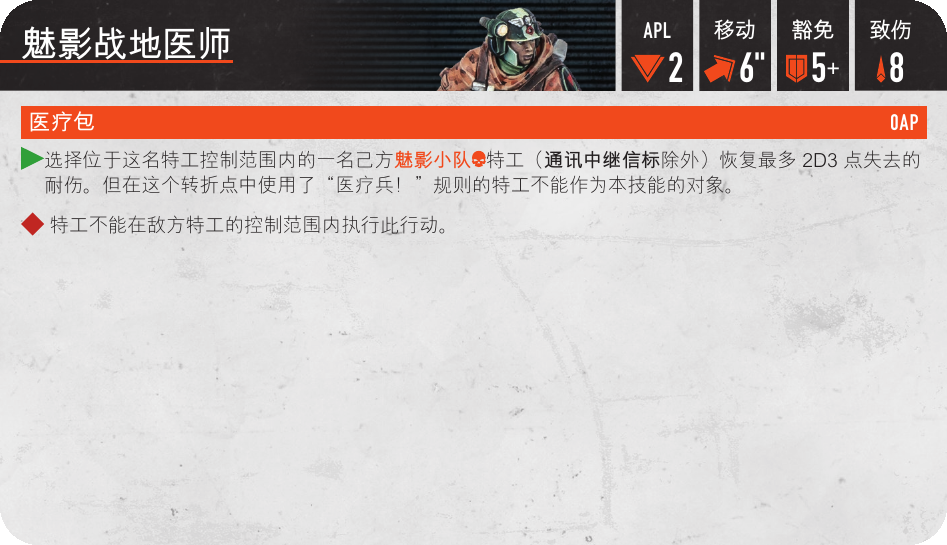 魅影战地医师
APL 移动 豁免 致伤
2 6" 5+ 8
医疗包 0AP
选择位于这名特工控制范围内的一名己方魅影小队特工（通讯中继信标除外）恢复最多 2D3 点失去的
耐伤。但在这个转折点中使用了“医疗兵！”规则的特工不能作为本技能的对象。
特工不能在敌方特工的控制范围内执行此行动。